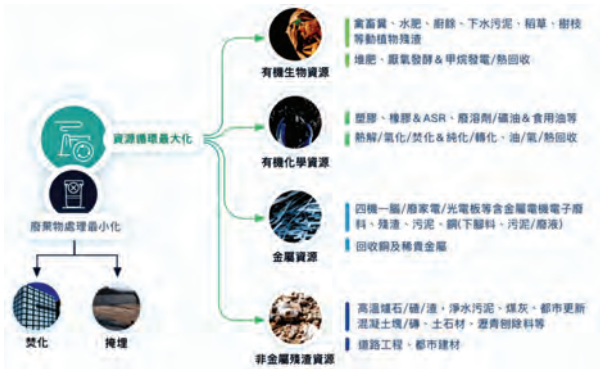 禽畜糞、水肥、廚餘、下水污泥、稻草、樹枝
等動植物殘渣
堆肥、厭氧發酵＆甲烷發電/熱回收
有機生物資源
資源循環最大化
塑膠、橡膠＆ASR、廢溶劑/礦油＆食用油等
熱解/氣化/焚化＆純化/轉化、油/氣/熱回收
有機化學資源
廢棄物處理最小化
四機一腦/廢家電/光電板等含金屬電機電子廢
料、殘渣、污泥、銅(下腳料、污泥/廢液)
回收銅及稀貴金屬
金屬資源
焚化
掩埋
高溫爐石/碴/渣，淨水污泥、煤灰、都市更新
混凝土塊/磚、土石材、瀝青刨除料等
道路工程、都市建材
非金屬殘渣資源